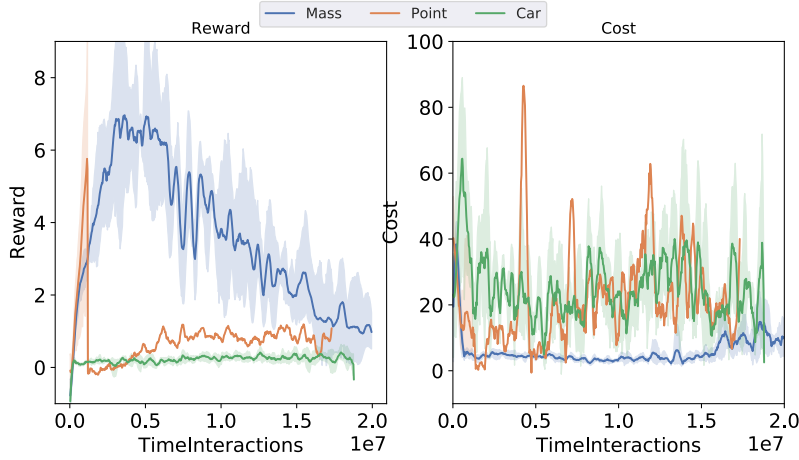 Mass Point Car
Reward
Cost
8
6
4
2
0
Reward
0.0 0.5 1.0 1.5 2.0
1e7
TimeInteractions
100
80
60
40
20
0
Cost
0.0 0.5 1.0 1.5 2.0
1e7
TimeInteractions